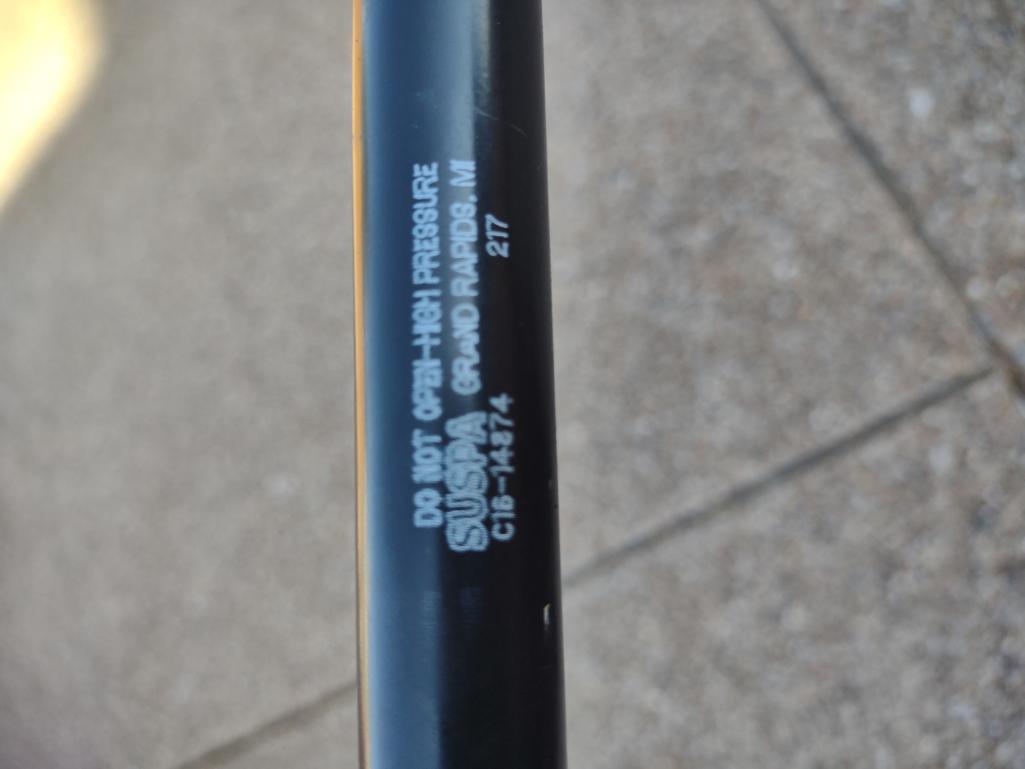 DO NOT OPEN-HIGH PRESSURE
SUSPA GRAND RAPIDS, MI
C16-14874 217